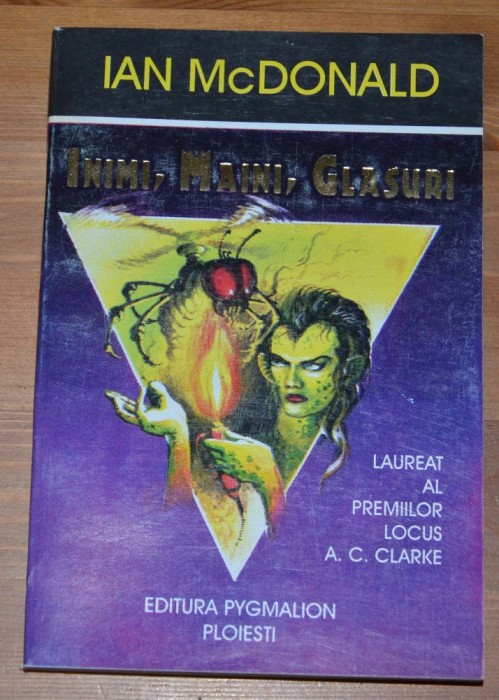 IAN McDONALD
INIMI, MAINI, GLASURI
LAUREAT
AL
PREMIILOR
LOCUS
A. C. CLARKE
EDITURA PYGMALION
PLOIESTI